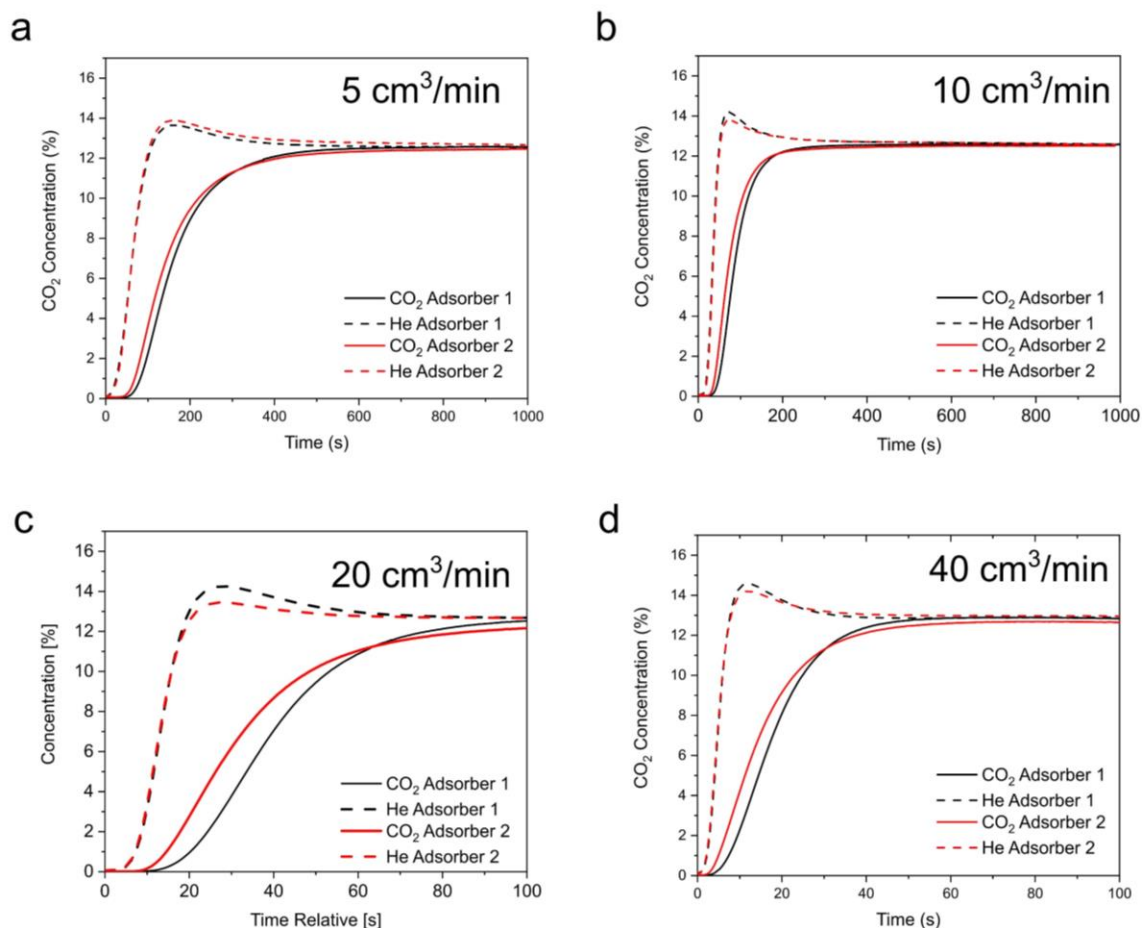 a
5 cm³/min
CO₂ Concentration (%)
16
14
12
10
8
6
4
2
0
CO₂ Adsorber 1
He Adsorber 1
CO₂ Adsorber 2
He Adsorber 2
0 200 400 600 800 1000
Time (s)
b
10 cm³/min
CO₂ Concentration (%)
16
14
12
10
8
6
4
2
0
CO₂ Adsorber 1
He Adsorber 1
CO₂ Adsorber 2
He Adsorber 2
0 200 400 600 800 1000
Time (s)
c
20 cm³/min
Concentration [%]
16
14
12
10
8
6
4
2
0
CO₂ Adsorber 1
He Adsorber 1
CO₂ Adsorber 2
He Adsorber 2
0 20 40 60 80 100
Time Relative [s]
d
40 cm³/min
CO₂ Concentration (%)
16
14
12
10
8
6
4
2
0
CO₂ Adsorber 1
He Adsorber 1
CO₂ Adsorber 2
He Adsorber 2
0 20 40 60 80 100
Time (s)